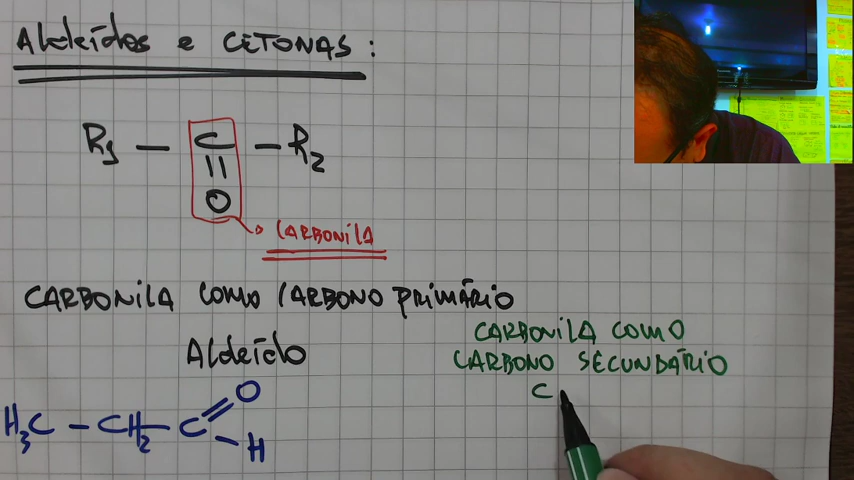 Aldeídos e CETONAS:
R1 — C — R2
||
O
CARBONILA
CARBONILA COMO CARBONO PRIMÁRIO
Aldeído
CARBONILA COMO
CARBONO SECUNDÁRIO
C
O
H3C — CH2 — C
H